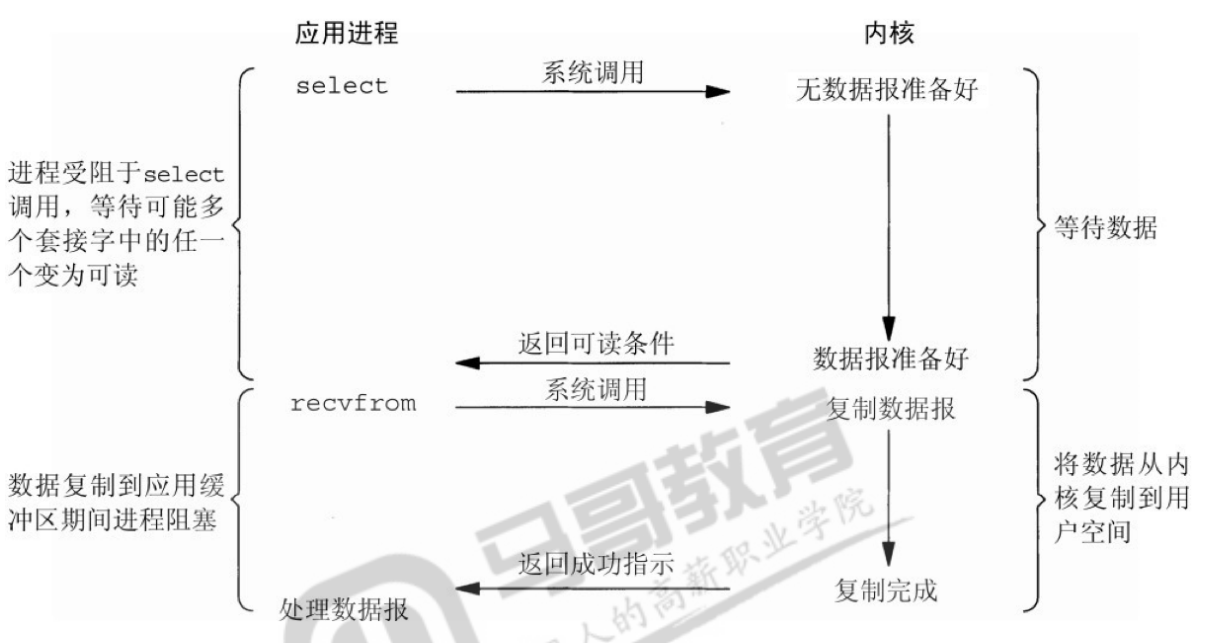 应用进程
内核
select
系统调用
无数据报准备好
进程受阻于select
调用，等待可能多
个套接字中的任一
个变为可读
等待数据
返回可读条件
数据报准备好
recvfrom
系统调用
复制数据报
数据复制到应用缓
冲区期间进程阻塞
将数据从内
核复制到用
户空间
返回成功指示
复制完成
处理数据报
马哥教育
人的高薪职业学院